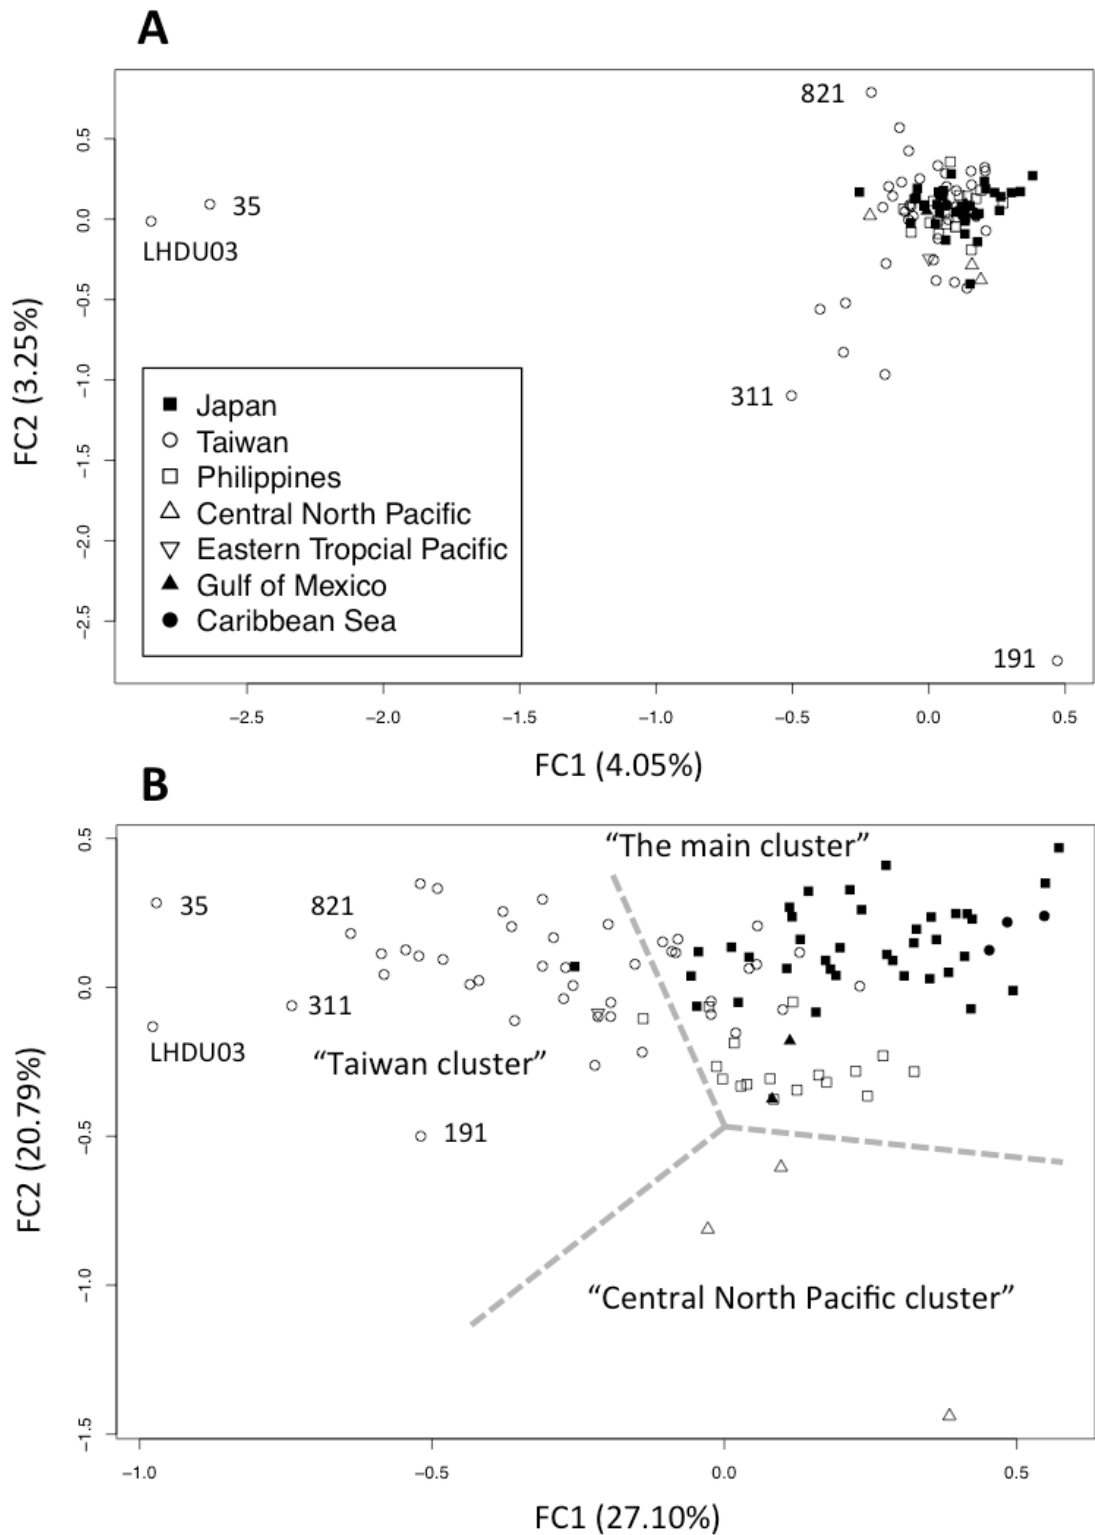 A
821
35
LHDU03
311
191
0.5
0.0
−0.5
−1.0
−1.5
−2.0
−2.5
FC2 (3.25%)
Japan
Taiwan
Philippines
Central North Pacific
Eastern Tropcial Pacific
Gulf of Mexico
Caribbean Sea
−2.5 −2.0 −1.5 −1.0 −0.5 0.0 0.5
FC1 (4.05%)
B
“The main cluster”
35
821
311
LHDU03
“Taiwan cluster”
191
“Central North Pacific cluster”
0.5
0.0
−0.5
−1.0
−1.5
FC2 (20.79%)
−1.0 −0.5 0.0 0.5
FC1 (27.10%)